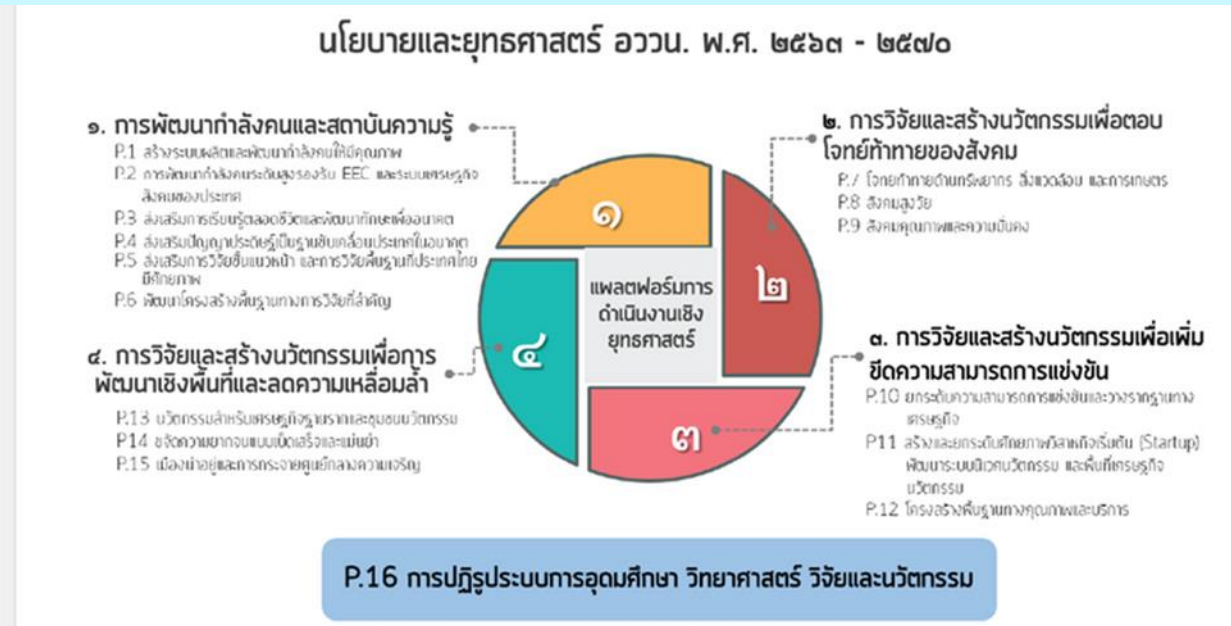 นโยบายและยุทธศาสตร์ อววน. พ.ศ. ๒๕๖๓ - ๒๕๗๐
๑. การพัฒนากำลังคนและสถาบันความรู้
P.1 สร้างระบบผลิตและพัฒนากำลังคนให้มีคุณภาพ
P.2 การพัฒนากำลังคนระดับสูงรองรับ EEC และระบบเศรษฐกิจ
สังคมของประเทศ
P.3 ส่งเสริมการเรียนรู้ตลอดชีวิตและพัฒนาทักษะเพื่ออนาคต
P.4 ส่งเสริมปัญญาประดิษฐ์เป็นฐานขับเคลื่อนประเทศในอนาคต
P.5 ส่งเสริมการวิจัยขั้นแนวหน้า และการวิจัยพื้นฐานที่ประเทศไทย
มีศักยภาพ
P.6 พัฒนาโครงสร้างพื้นฐานทางการวิจัยที่สำคัญ
๒. การวิจัยและสร้างนวัตกรรมเพื่อตอบ
โจทย์ท้าทายของสังคม
P.7 โจทย์ท้าทายด้านทรัพยากร สิ่งแวดล้อม และการเกษตร
P.8 สังคมสูงวัย
P.9 สังคมคุณภาพและความมั่นคง
๑
๒
๓
๔
แพลตฟอร์มการ
ดำเนินงานเชิง
ยุทธศาสตร์
๓. การวิจัยและสร้างนวัตกรรมเพื่อเพิ่ม
ขีดความสามารถการแข่งขัน
P.10 ยกระดับความสามารถการแข่งขันและวางรากฐานทาง
เศรษฐกิจ
P11 สร้างและยกระดับศักยภาพวิสาหกิจเริ่มต้น (Startup)
พัฒนาระบบนิเวศนวัตกรรม และพื้นที่เศรษฐกิจ
นวัตกรรม
P.12 โครงสร้างพื้นฐานทางคุณภาพและบริการ
๔. การวิจัยและสร้างนวัตกรรมเพื่อการ
พัฒนาเชิงพื้นที่และลดความเหลื่อมล้ำ
P.13 นวัตกรรมสำหรับเศรษฐกิจฐานรากและชุมชนนวัตกรรม
P14 ขจัดความยากจนแบบเบ็ดเสร็จและแม่นยำ
P.15 เมืองน่าอยู่และการกระจายศูนย์กลางความเจริญ
P.16 การปฏิรูประบบการอุดมศึกษา วิทยาศาสตร์ วิจัยและนวัตกรรม